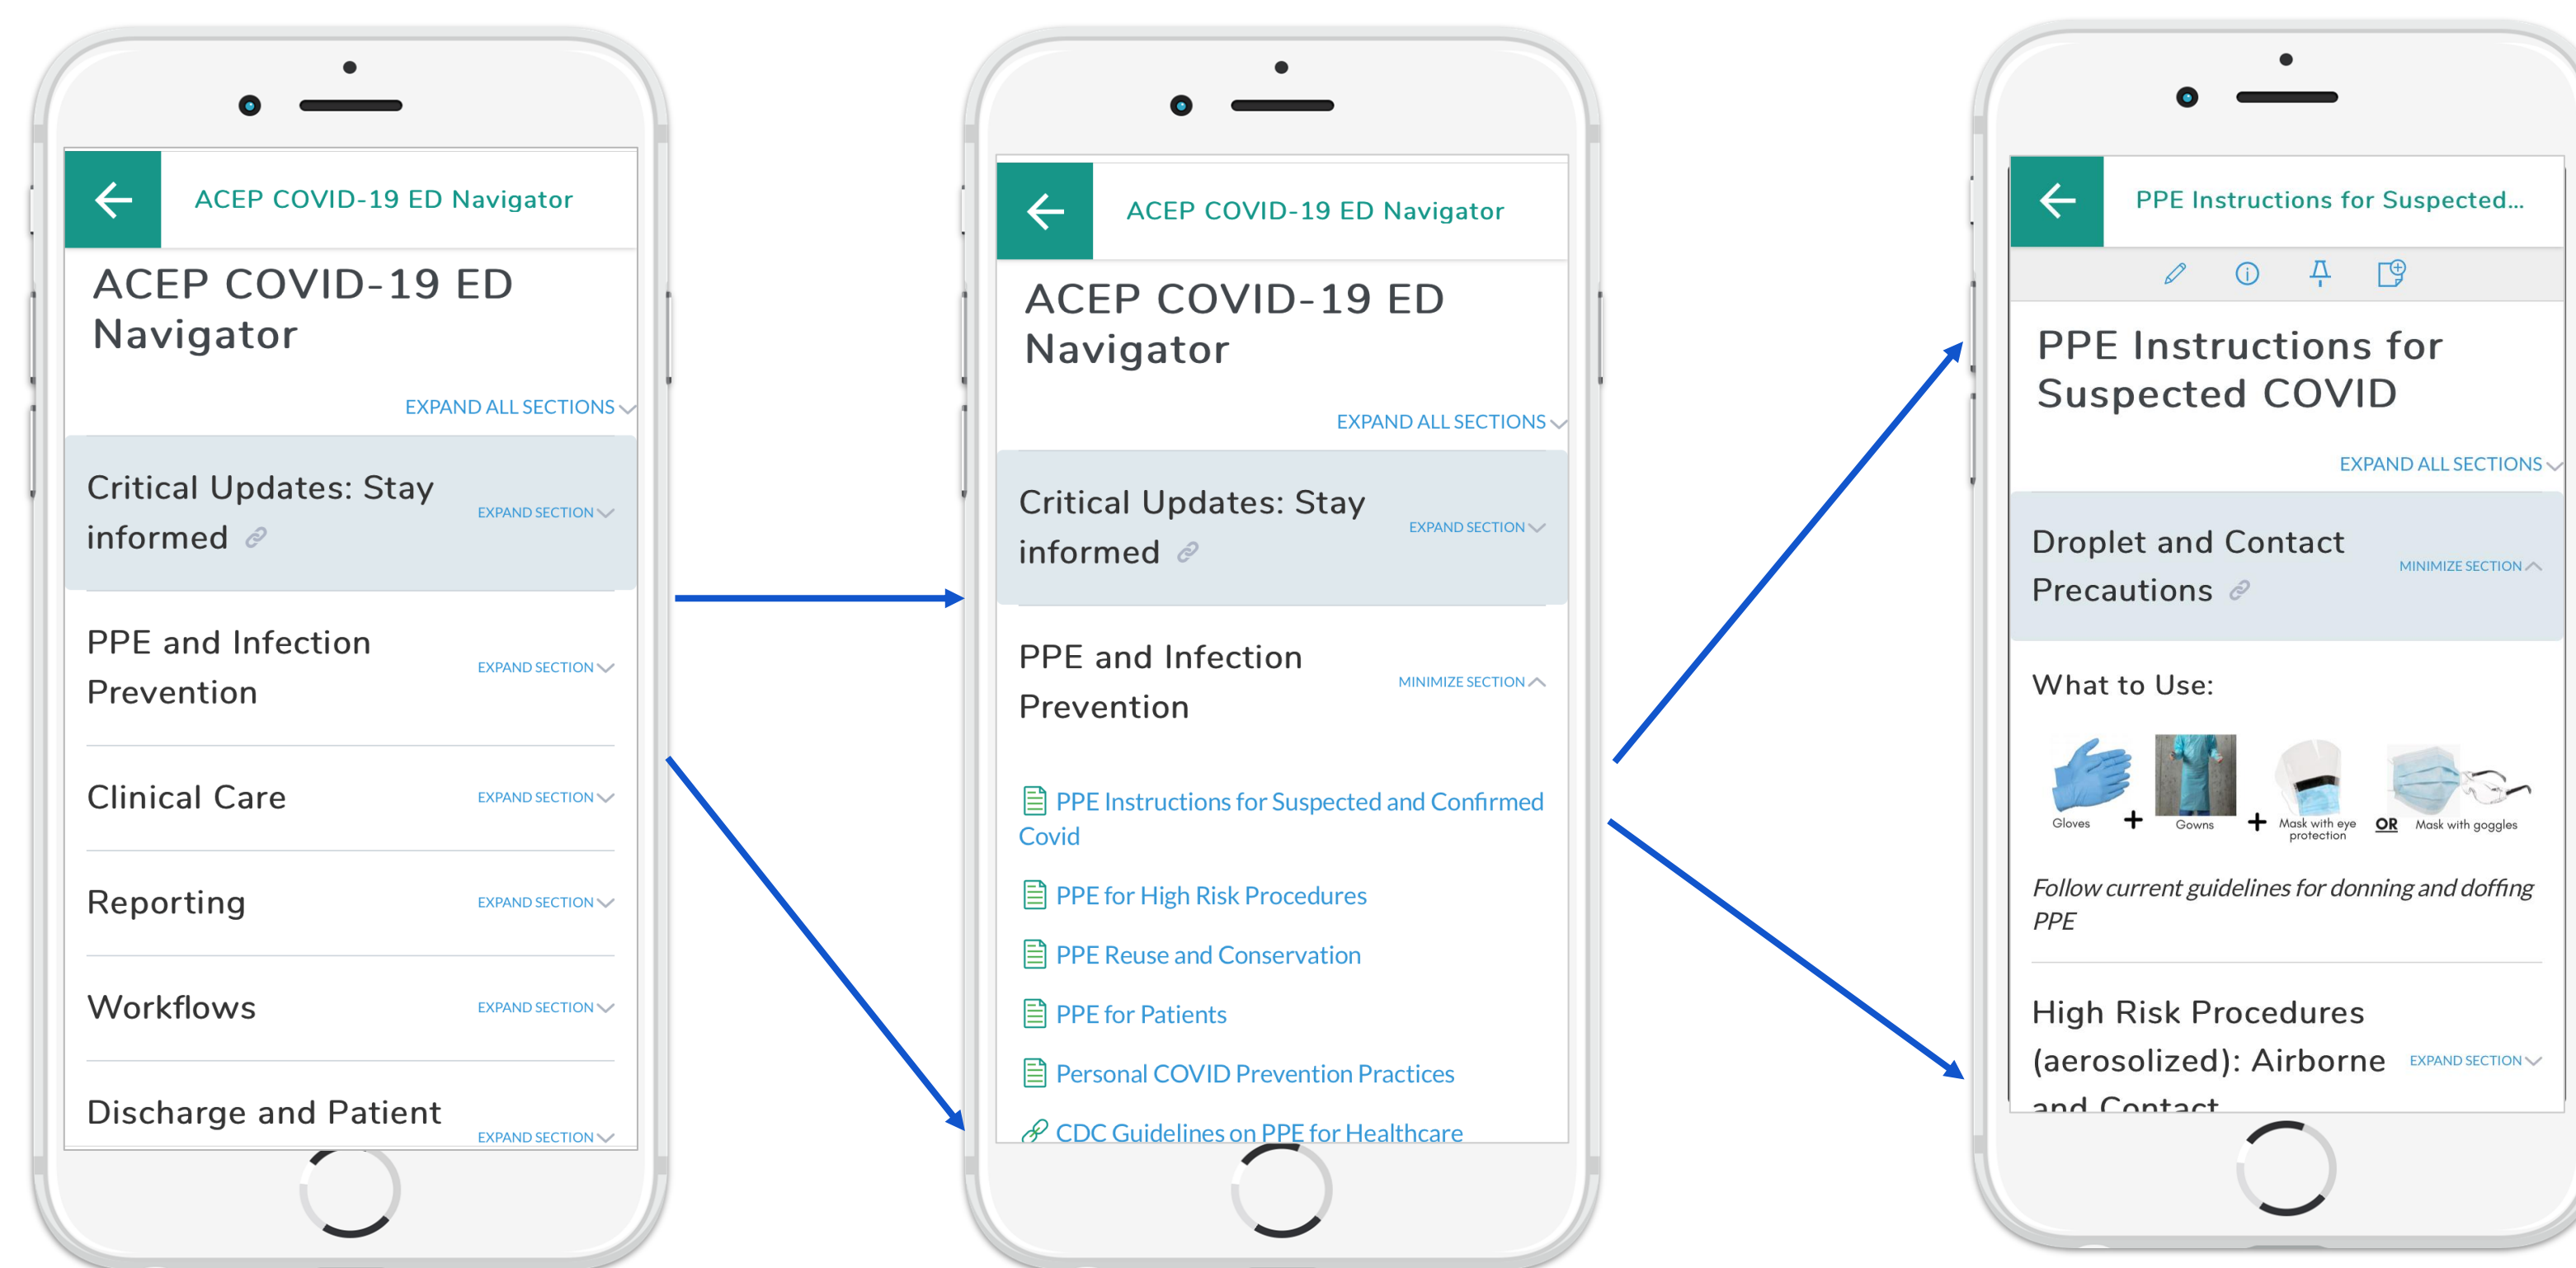 ACEP COVID-19 ED Navigator
ACEP COVID-19 ED
Navigator
EXPAND ALL SECTIONS
Critical Updates: Stay
informed
EXPAND SECTION
PPE and Infection
Prevention
EXPAND SECTION
Clinical Care
EXPAND SECTION
Reporting
EXPAND SECTION
Workflows
EXPAND SECTION
Discharge and Patient
EXPAND SECTION
ACEP COVID-19 ED Navigator
ACEP COVID-19 ED
Navigator
EXPAND ALL SECTIONS
Critical Updates: Stay
informed
EXPAND SECTION
PPE and Infection
Prevention
MINIMIZE SECTION
PPE Instructions for Suspected and Confirmed
Covid
PPE for High Risk Procedures
PPE Reuse and Conservation
PPE for Patients
Personal COVID Prevention Practices
CDC Guidelines on PPE for Healthcare
PPE Instructions for Suspected...
PPE Instructions for
Suspected COVID
EXPAND ALL SECTIONS
Droplet and Contact
Precautions
MINIMIZE SECTION
What to Use:
Gloves + Gowns + Mask with eye protection OR Mask with goggles
Follow current guidelines for donning and doffing
PPE
High Risk Procedures
(aerosolized): Airborne
and Contact
EXPAND SECTION